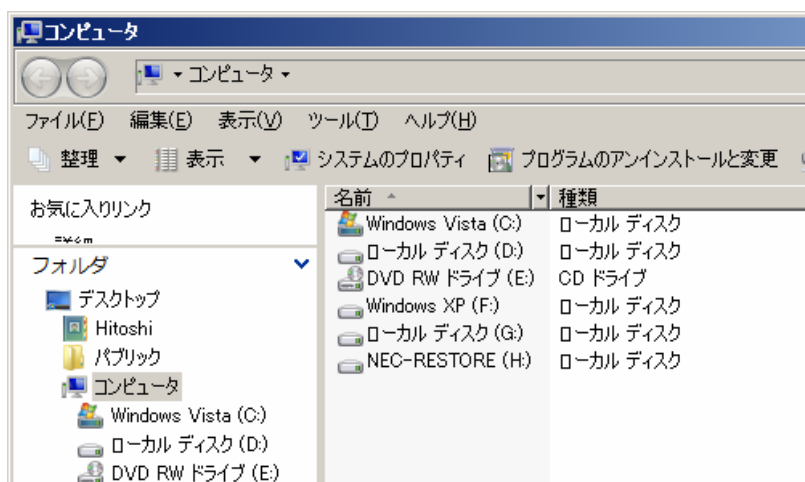 コンピュータ
コンピュータ
ファイル(F) 編集(E) 表示(V) ツール(T) ヘルプ(H)
整理 表示 システムのプロパティ プログラムのアンインストールと変更
お気に入りリンク
フォルダ
デスクトップ
Hitoshi
パブリック
コンピュータ
Windows Vista (C:)
ローカル ディスク (D:)
DVD RW ドライブ (E:)
名前 種類
Windows Vista (C:) ローカル ディスク
ローカル ディスク (D:) ローカル ディスク
DVD RW ドライブ (E:) CD ドライブ
Windows XP (F:) ローカル ディスク
ローカル ディスク (G:) ローカル ディスク
NEC-RESTORE (H:) ローカル ディスク